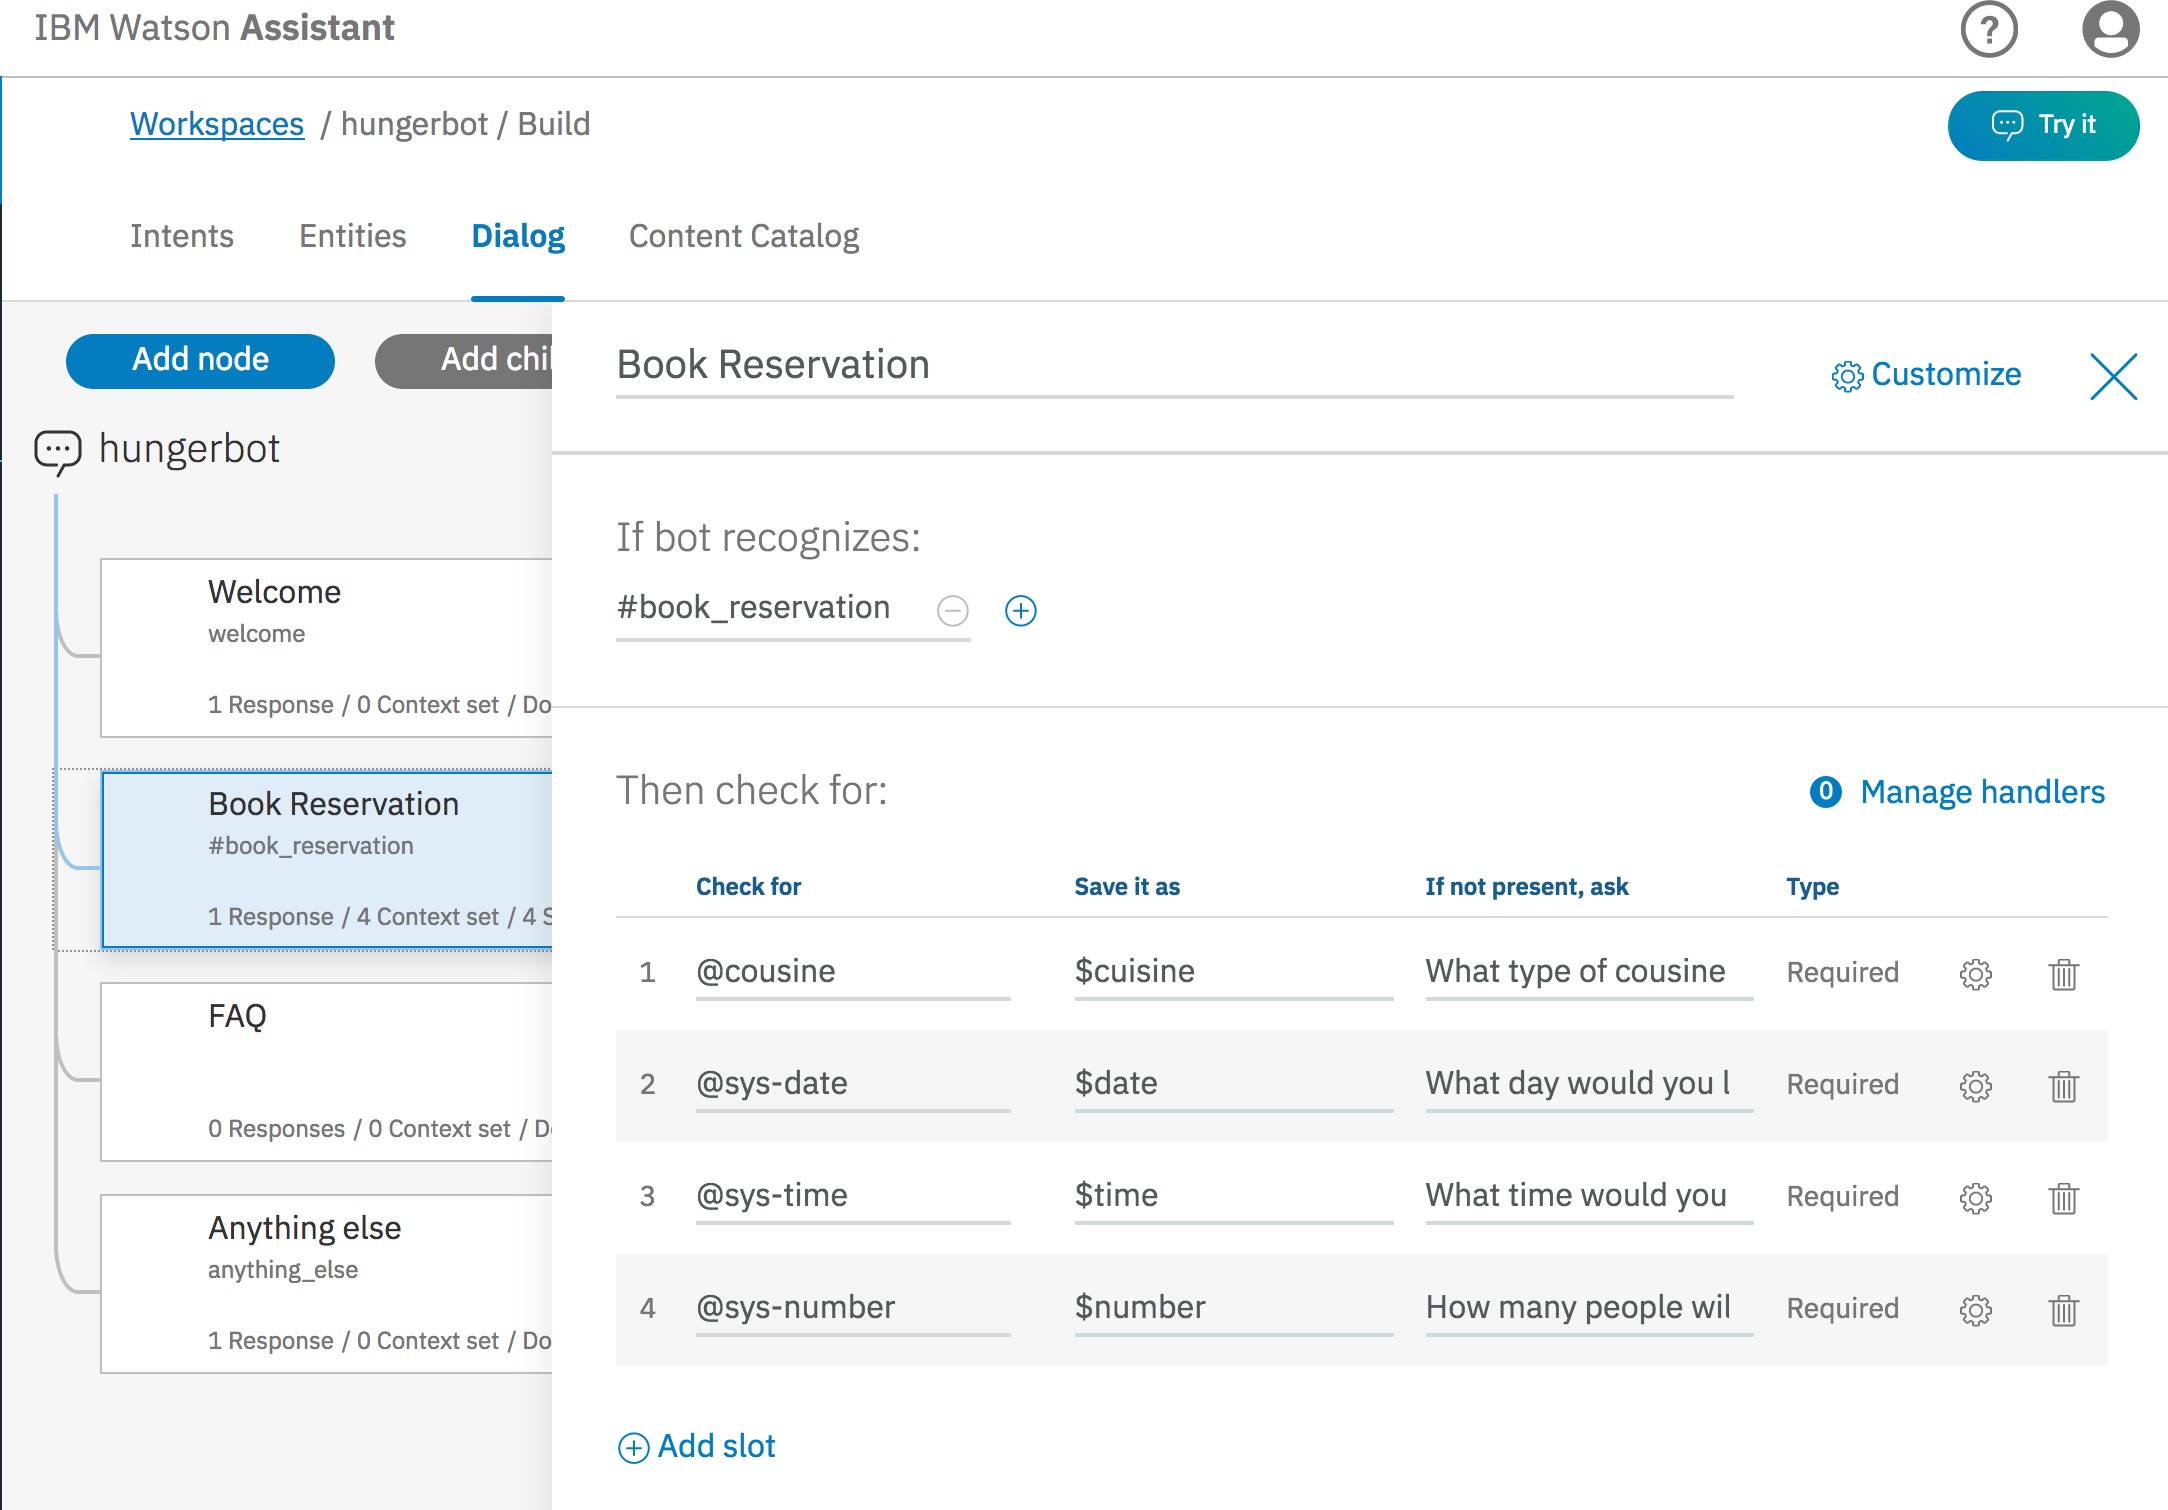 IBM Watson Assistant
?
Workspaces / hungerbot / Build
Try it
Intents Entities Dialog Content Catalog
Add node
Add chil
hungerbot
Welcome
welcome
1 Response / 0 Context set / Do
Book Reservation
#book_reservation
1 Response / 4 Context set / 4 S
FAQ
0 Responses / 0 Context set / D
Anything else
anything_else
1 Response / 0 Context set / Do
Book Reservation
Customize
If bot recognizes:
#book_reservation
Then check for:
0 Manage handlers
Check for Save it as If not present, ask Type
1 @cousine $cuisine What type of cousine Required
2 @sys-date $date What day would you l Required
3 @sys-time $time What time would you Required
4 @sys-number $number How many people wil Required
Add slot